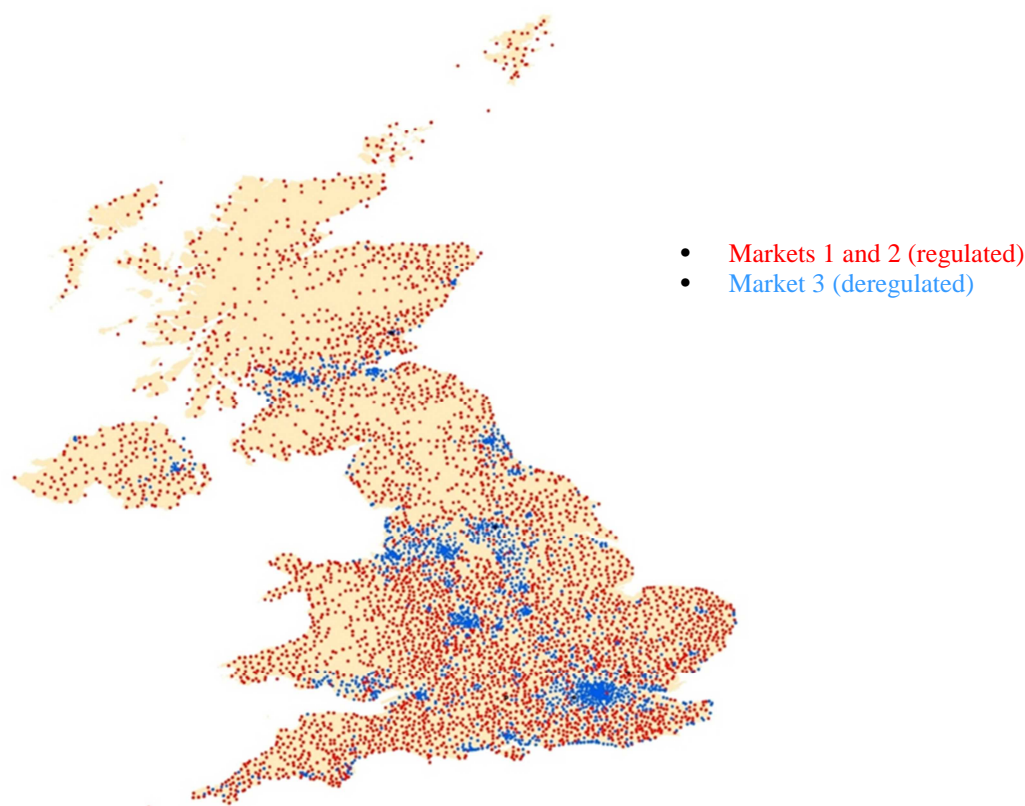 • Markets 1 and 2 (regulated)
• Market 3 (deregulated)